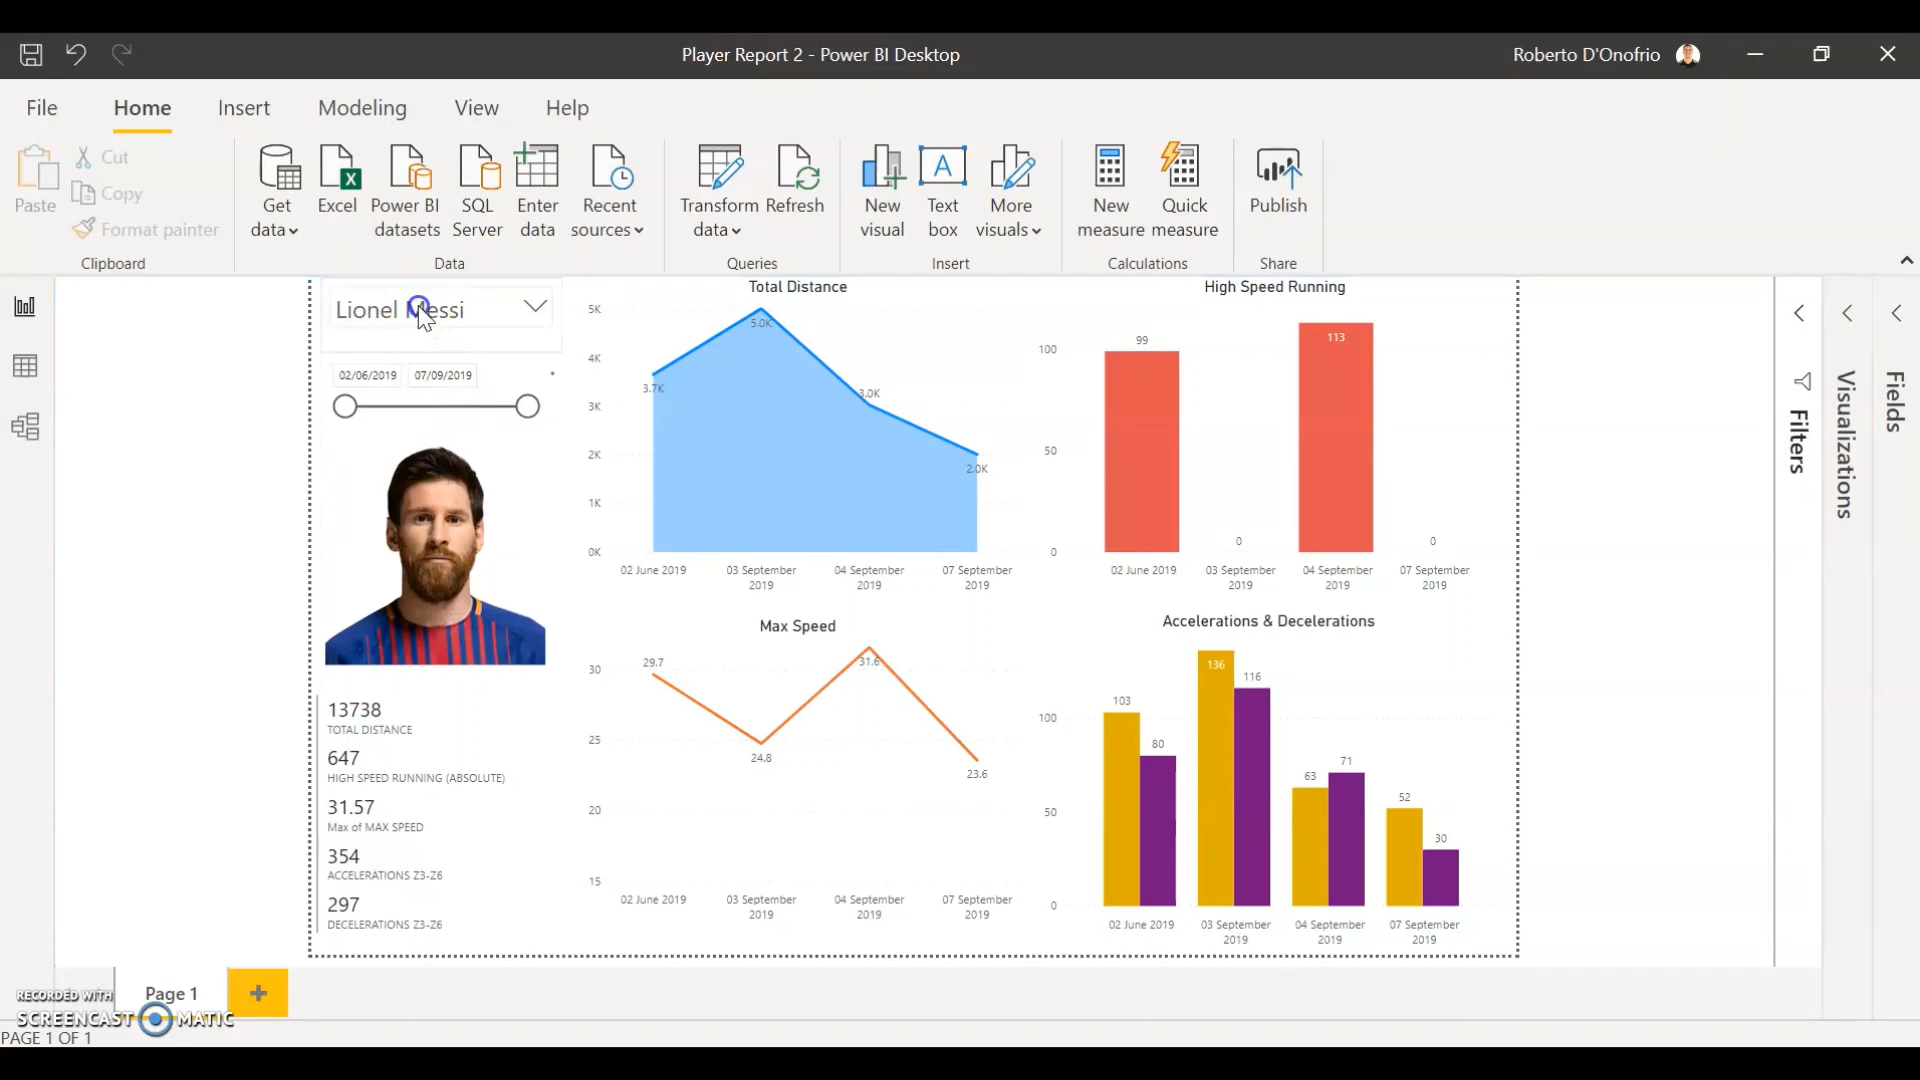 Player Report 2 - Power BI Desktop
Roberto D'Onofrio
File
Home
Insert
Modeling
View
Help
Paste
Cut
Copy
Format painter
Clipboard
Get
data
Excel
Power BI
datasets
SQL
Server
Enter
data
Recent
sources
Data
Transform
data
Refresh
Queries
New
visual
Text
box
More
visuals
Insert
New
measure
Quick
measure
Calculations
Publish
Share
Lionel Messi
02/06/2019
07/09/2019
13738
TOTAL DISTANCE
647
HIGH SPEED RUNNING (ABSOLUTE)
31.57
Max of MAX SPEED
354
ACCELERATIONS Z3-Z6
297
DECELERATIONS Z3-Z6
Total Distance
5K
4K
3K
2K
1K
0K
3.7K
5.0K
3.0K
2.0K
02 June 2019
03 September
2019
04 September
2019
07 September
2019
High Speed Running
100
50
0
99
0
113
0
02 June 2019
03 September
2019
04 September
2019
07 September
2019
Max Speed
30
25
20
15
29.7
24.8
31.6
23.6
02 June 2019
03 September
2019
04 September
2019
07 September
2019
Accelerations & Decelerations
100
50
0
103
80
136
116
63
71
52
30
02 June 2019
03 September
2019
04 September
2019
07 September
2019
Filters
Visualizations
Fields
Page 1
RECORDED WITH
SCREENCAST MATIC
PAGE 1 OF 1